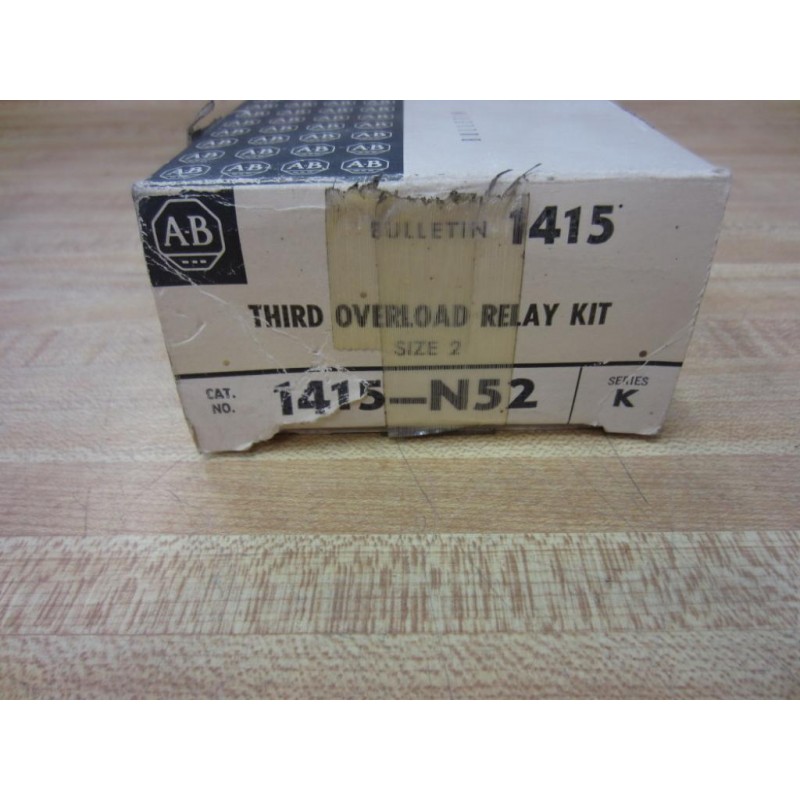 A-B
BULLETIN 1415
THIRD OVERLOAD RELAY KIT
SIZE 2
CAT. NO. 1415-N52
SERIES K